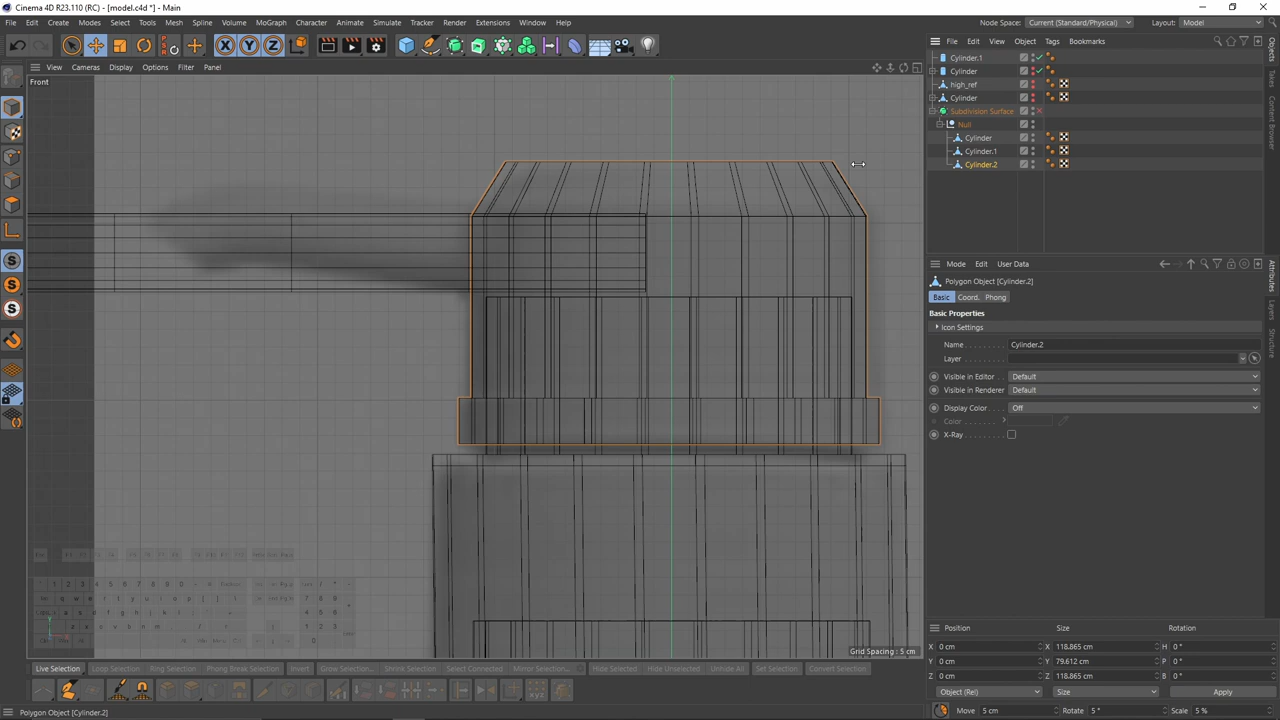 Cinema 4D R23.110 (RC) - [model.c4d *] - Main
File Edit Create Modes Select Tools Mesh Spline Volume MoGraph Character Animate Simulate Tracker Render Extensions Window Help
Node Space: Current (Standard/Physical) Layout: Model
View Cameras Display Options Filter Panel
Front
File Edit View Object Tags Bookmarks
Cylinder.1
Cylinder
high_ref
Cylinder
Subdivision Surface
Null
Cylinder
Cylinder.1
Cylinder.2
Objects
Takes
Content Browser
Mode Edit User Data
Polygon Object [Cylinder.2]
Basic Coord. Phong
Basic Properties
Icon Settings
Name Cylinder.2
Layer
Visible in Editor Default
Visible in Renderer Default
Display Color Off
Color
X-Ray
Attributes
Layers
Structure
Grid Spacing : 5 cm
Position Size Rotation
X 0 cm X 118.865 cm H 0 °
Y 0 cm Y 79.612 cm P 0 °
Z 0 cm Z 118.865 cm B 0 °
Object (Rel) Size Apply
Live Selection Loop Selection Ring Selection Phong Break Selection Invert Grow Selection... Shrink Selection Select Connected Mirror Selection... Hide Selected Hide Unselected Unhide All Set Selection Convert Selection
Move 5 cm Rotate 5 ° Scale 5 %
Polygon Object [Cylinder.2]